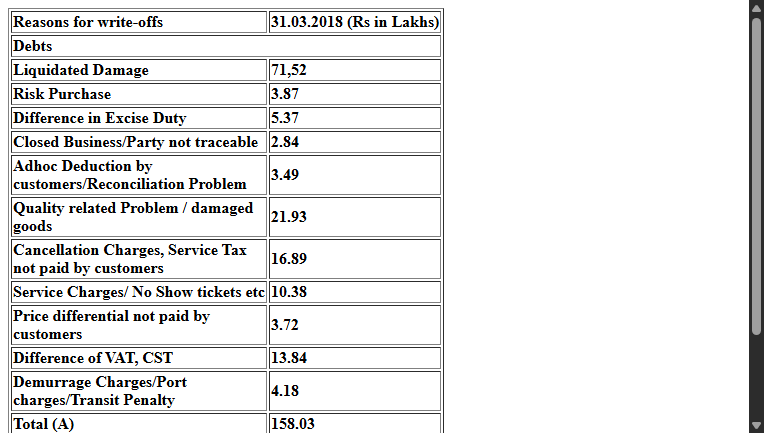 Reasons for write-offs 31.03.2018 (Rs in Lakhs)
Debts
Liquidated Damage 71,52
Risk Purchase 3.87
Difference in Excise Duty 5.37
Closed Business/Party not traceable 2.84
Adhoc Deduction by
customers/Reconciliation Problem 3.49
Quality related Problem / damaged
goods 21.93
Cancellation Charges, Service Tax
not paid by customers 16.89
Service Charges/ No Show tickets etc 10.38
Price differential not paid by
customers 3.72
Difference of VAT, CST 13.84
Demurrage Charges/Port
charges/Transit Penalty 4.18
Total (A) 158.03